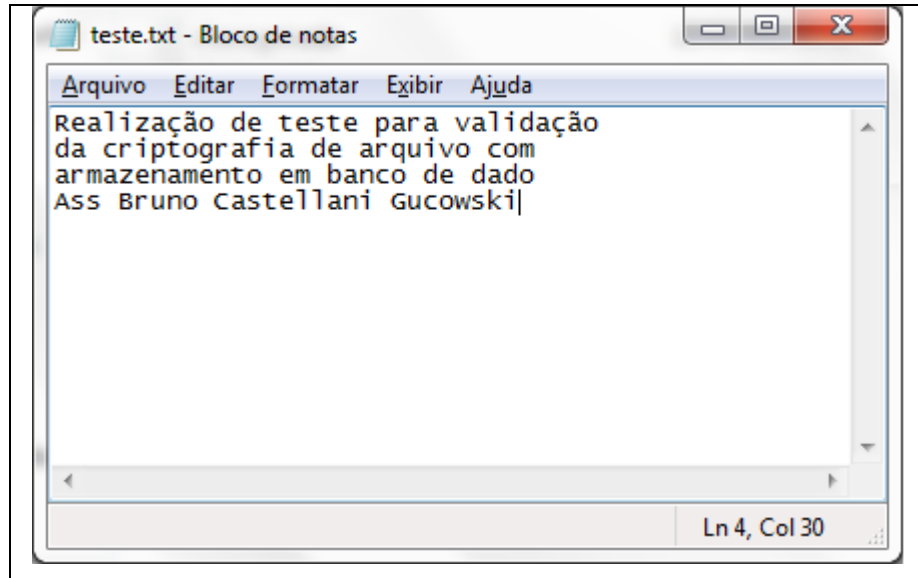 teste.txt - Bloco de notas
Arquivo Editar Formatar Exibir Ajuda
Realização de teste para validação
da criptografia de arquivo com
armazenamento em banco de dado
Ass Bruno Castellani Gucowski
Ln 4, Col 30